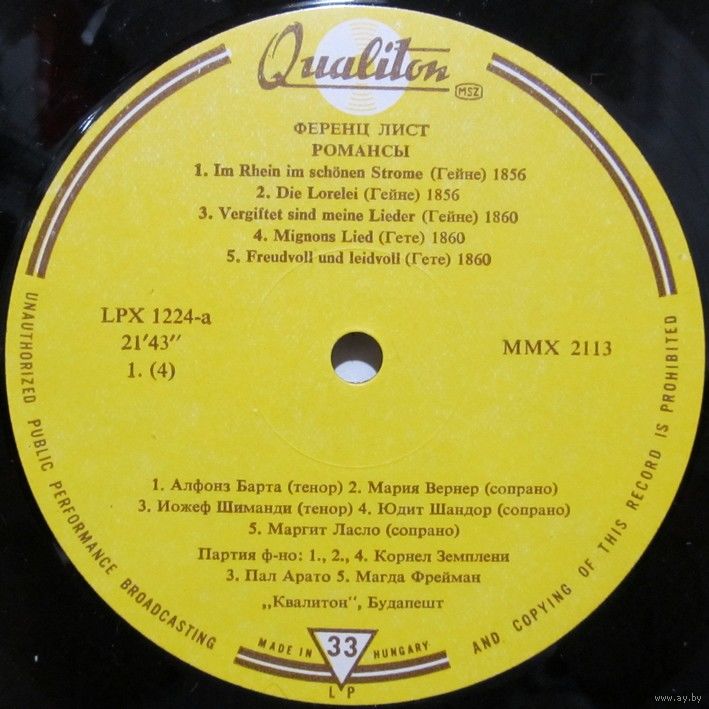 Qualiton
MSZ
ФЕРЕНЦ ЛИСТ
РОМАНСЫ
1. Im Rhein im schönen Strome (Гейне) 1856
2. Die Lorelei (Гейне) 1856
3. Vergiftet sind meine Lieder (Гейне) 1860
4. Mignons Lied (Гете) 1860
5. Freudvoll und leidvoll (Гете) 1860
LPX 1224-a
21′43″
1. (4)
MMX 2113
1. Алфонз Барта (тенор) 2. Мария Вернер (сопрано)
3. Иожеф Шиманди (тенор) 4. Юдит Шандор (сопрано)
5. Маргит Ласло (сопрано)
Партия ф-но: 1., 2., 4. Корнел Земплени
3. Пал Арато 5. Магда Фрейман
„Квалитон", Будапешт
UNAUTHORIZED PUBLIC PERFORMANCE BROADCASTING
AND COPYING OF THIS RECORD IS PROHIBITED
MADE IN 33 HUNGARY
LP
www.ay.by